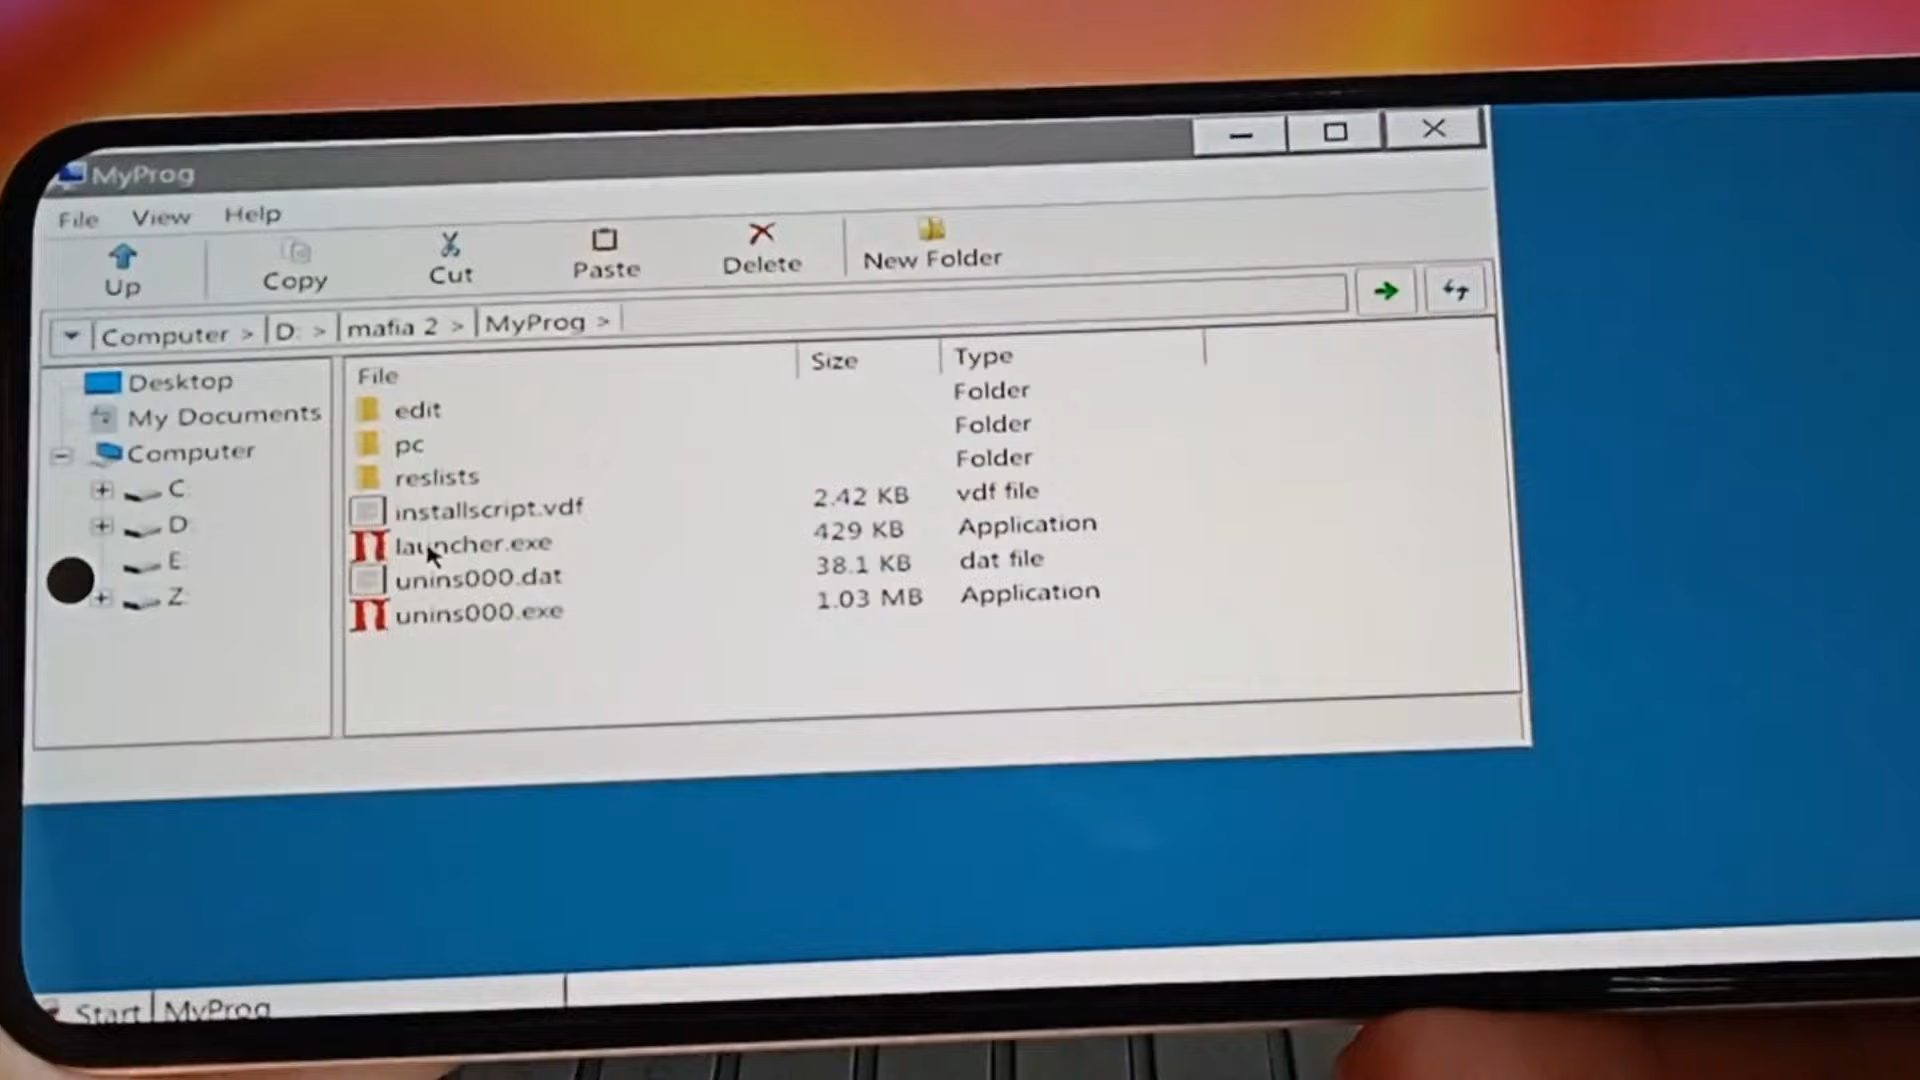 MyProg
File View Help
Up Copy Cut Paste Delete New Folder
Computer > D: > mafia 2 > MyProg >
Desktop
My Documents
Computer
C:
D:
E:
Z:
File Size Type
edit Folder
pc Folder
reslists Folder
installscript.vdf 2.42 KB vdf file
launcher.exe 429 KB Application
unins000.dat 38.1 KB dat file
unins000.exe 1.03 MB Application
Start MyProg